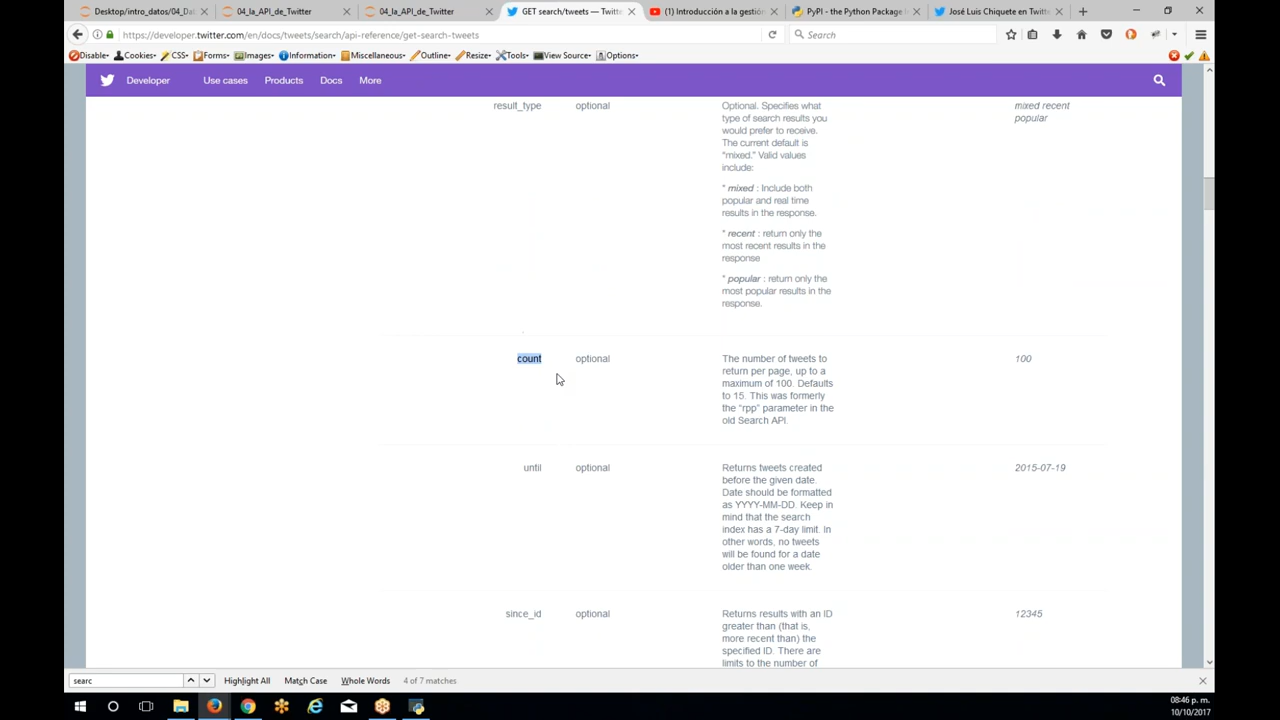 Desktop/intro_datos/04_Da
04_la_API_de_Twitter
04_la_API_de_Twitter
GET search/tweets — Twitte
(1) Introducción a la gestión
PyPI - the Python Package I
José Luis Chiquete en Twitte
https://developer.twitter.com/en/docs/tweets/search/api-reference/get-search-tweets
Search
Disable Cookies CSS Forms Images Information Miscellaneous Outline Resize Tools View Source Options
Developer Use cases Products Docs More
result_type optional Optional. Specifies what mixed recent
type of search results you popular
would prefer to receive.
The current default is
"mixed." Valid values
include:
* mixed : Include both
popular and real time
results in the response.
* recent : return only the
most recent results in the
response
* popular : return only the
most popular results in the
response.
count optional The number of tweets to 100
return per page, up to a
maximum of 100. Defaults
to 15. This was formerly
the "rpp" parameter in the
old Search API.
until optional Returns tweets created 2015-07-19
before the given date.
Date should be formatted
as YYYY-MM-DD. Keep in
mind that the search
index has a 7-day limit. In
other words, no tweets
will be found for a date
older than one week.
since_id optional Returns results with an ID 12345
greater than (that is,
more recent than) the
specified ID. There are
limits to the number of
searc Highlight All Match Case Whole Words 4 of 7 matches
08:46 p. m.
10/10/2017